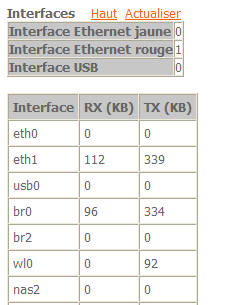 Interfaces Haut Actualiser
Interface Ethernet jaune 0
Interface Ethernet rouge 1
Interface USB 0
Interface RX (KB) TX (KB)
eth0 0 0
eth1 112 339
usb0 0 0
br0 96 334
br2 0 0
wl0 0 92
nas2 0 0